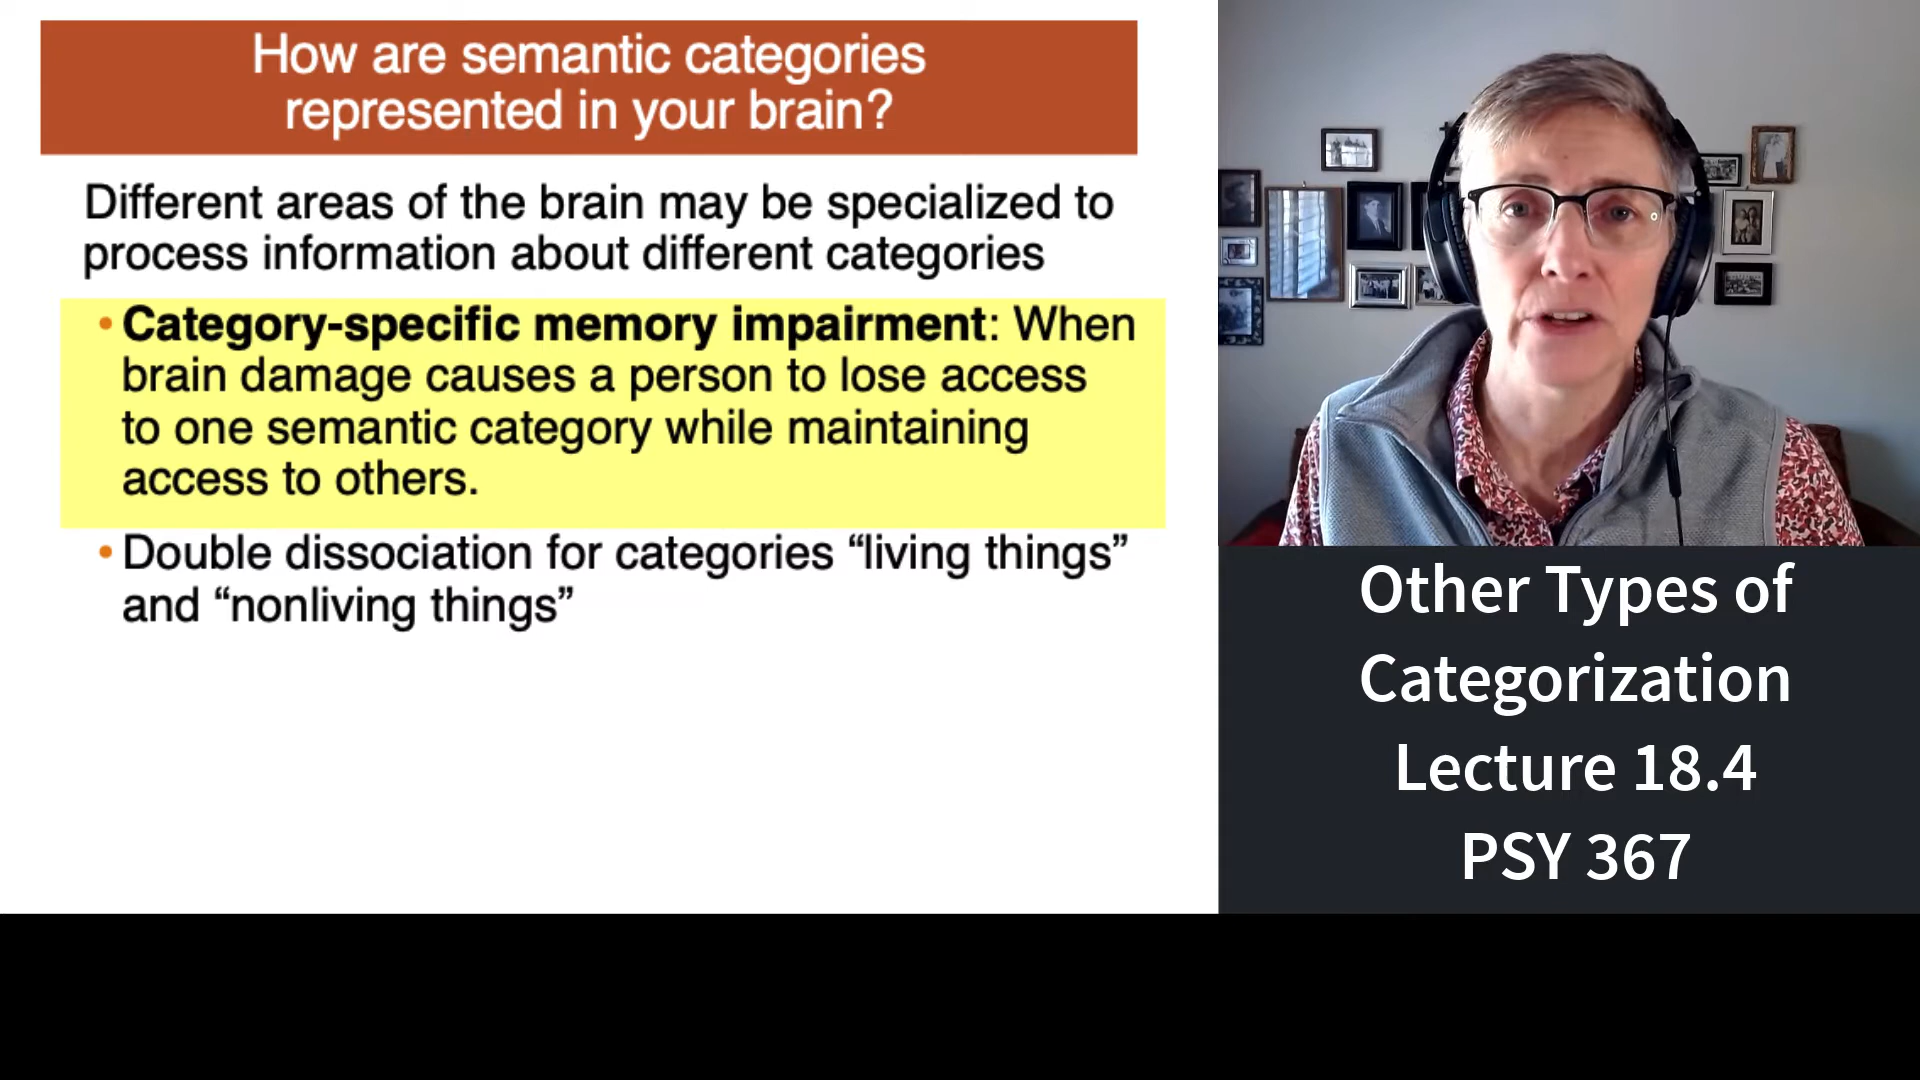 How are semantic categories
represented in your brain?
Different areas of the brain may be specialized to
process information about different categories
• Category-specific memory impairment: When
brain damage causes a person to lose access
to one semantic category while maintaining
access to others.
• Double dissociation for categories “living things”
and “nonliving things”
Other Types of
Categorization
Lecture 18.4
PSY 367